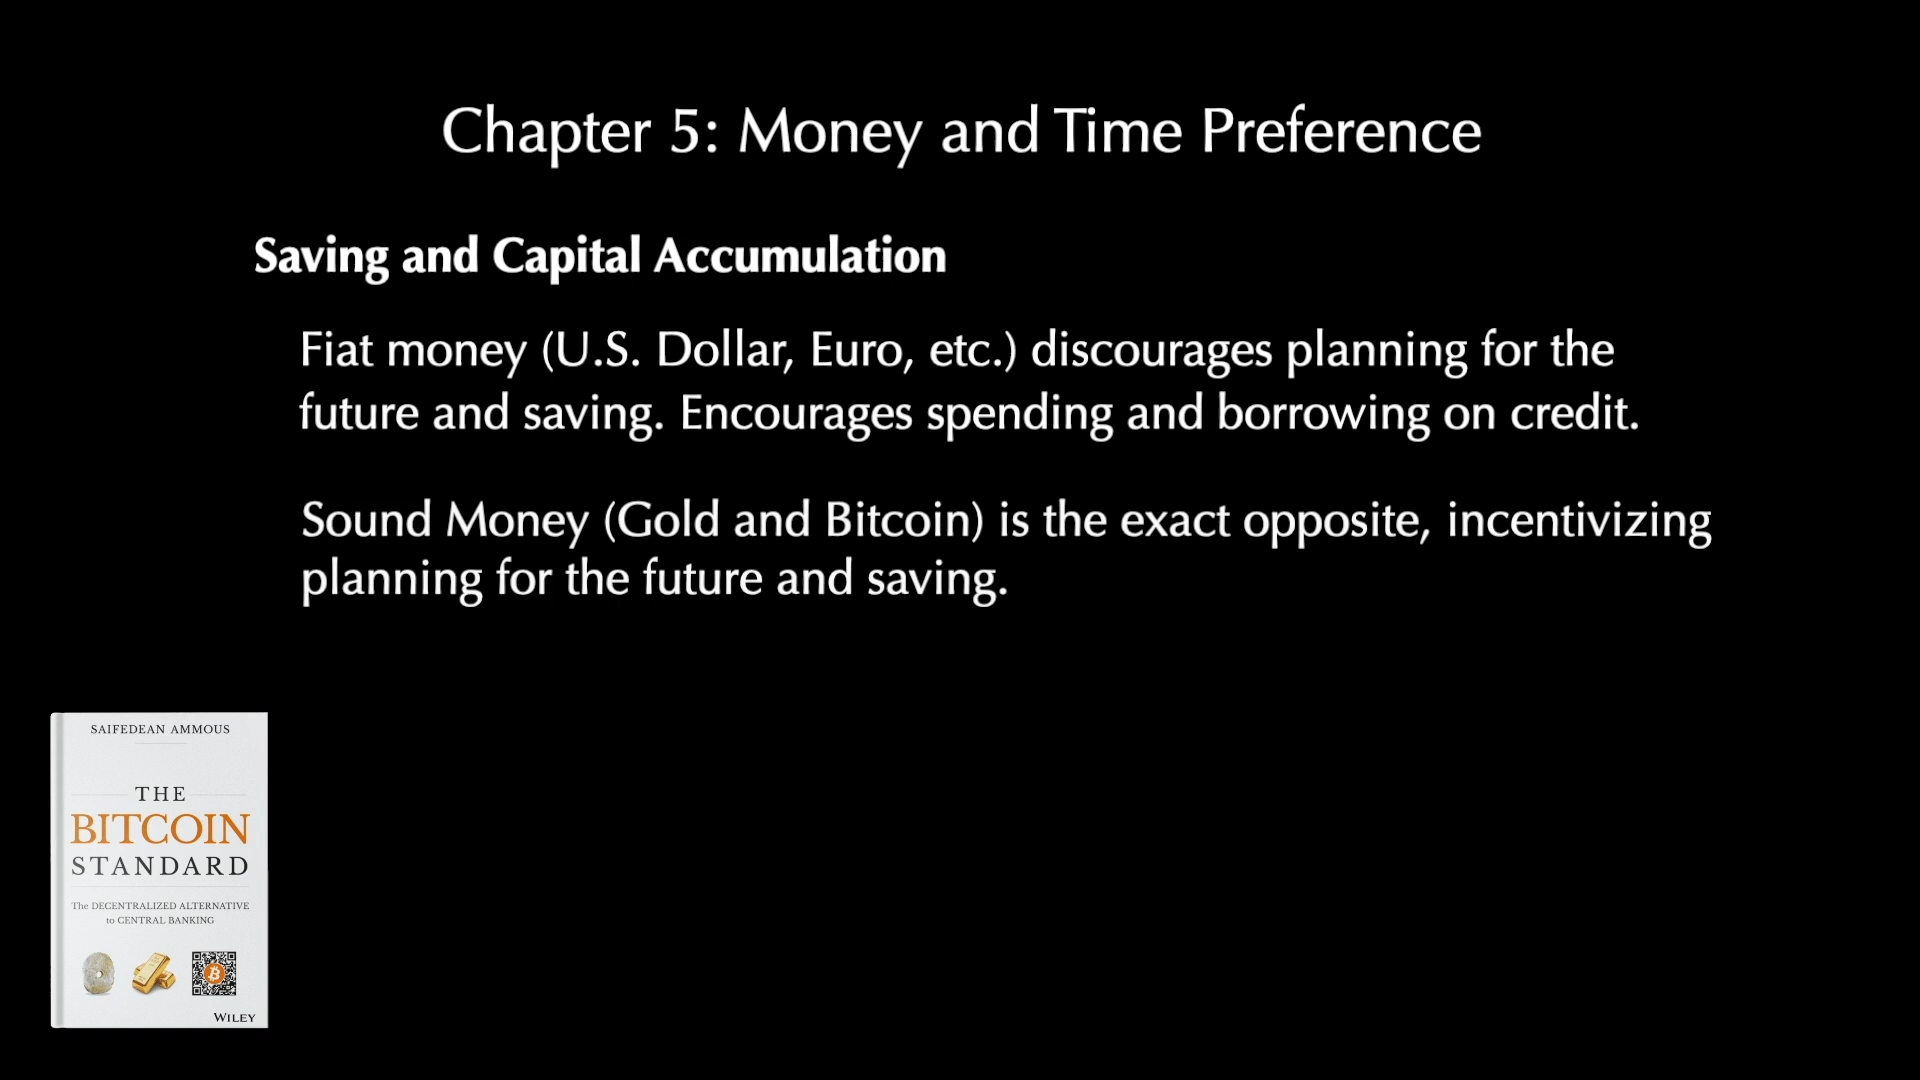 Chapter 5: Money and Time Preference
Saving and Capital Accumulation
Fiat money (U.S. Dollar, Euro, etc.) discourages planning for the
future and saving. Encourages spending and borrowing on credit.
Sound Money (Gold and Bitcoin) is the exact opposite, incentivizing
planning for the future and saving.
SAIFEDEAN AMMOUS
THE
BITCOIN
STANDARD
The DECENTRALIZED ALTERNATIVE
to CENTRAL BANKING
WILEY